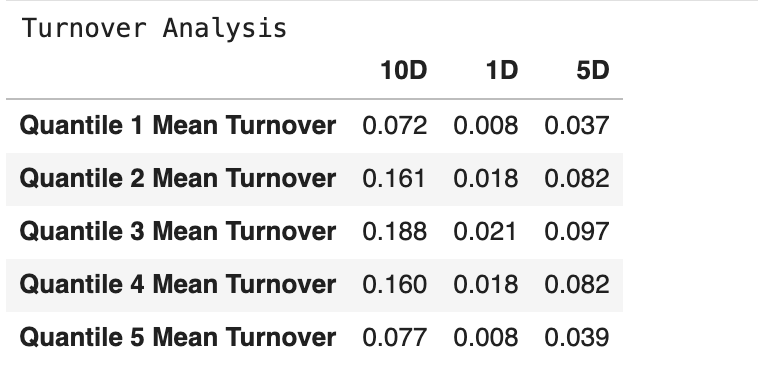 Turnover Analysis
10D 1D 5D
Quantile 1 Mean Turnover 0.072 0.008 0.037
Quantile 2 Mean Turnover 0.161 0.018 0.082
Quantile 3 Mean Turnover 0.188 0.021 0.097
Quantile 4 Mean Turnover 0.160 0.018 0.082
Quantile 5 Mean Turnover 0.077 0.008 0.039